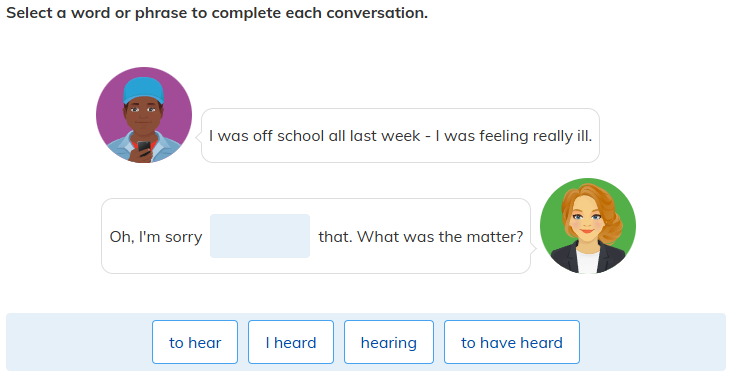 Select a word or phrase to complete each conversation.
I was off school all last week - I was feeling really ill.
Oh, I'm sorry that. What was the matter?
to hear I heard hearing to have heard